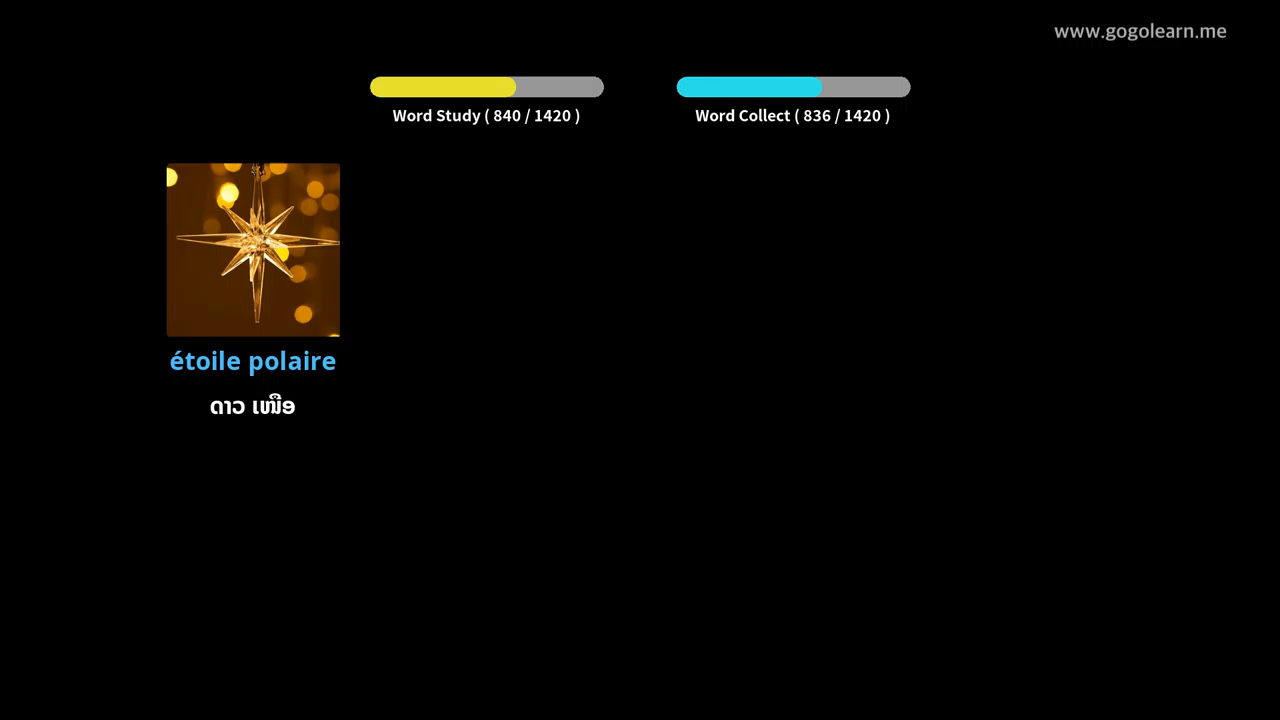 www.gogolearn.me
Word Study ( 840 / 1420 )
Word Collect ( 836 / 1420 )
étoile polaire
ດາວ ເໜືອ